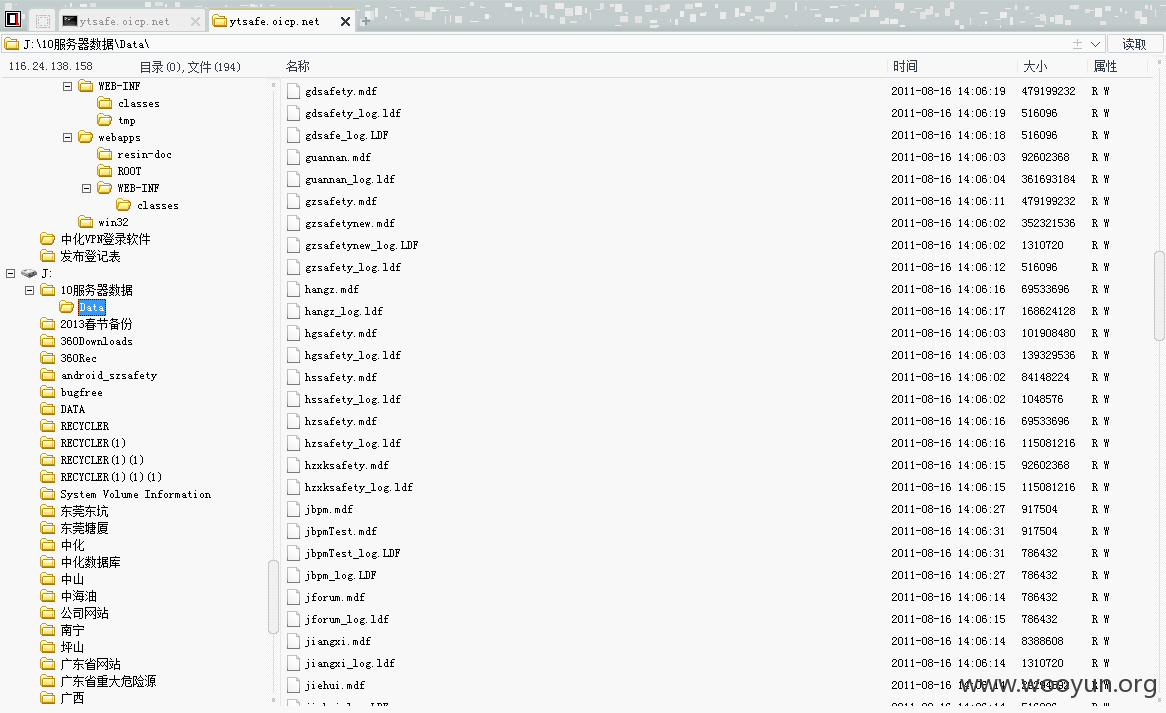 ytsafe.oicp.net
ytsafe.oicp.net
J:\10服务器数据\Data\
读取
116.24.138.158
目录(0),文件(194)
名称 时间 大小 属性
WEB-INF
classes
tmp
webapps
resin-doc
ROOT
WEB-INF
classes
win32
中化VPN登录软件
发布登记表
J:
10服务器数据
Data
2013春节备份
360Downloads
360Rec
android_szsafety
bugfree
DATA
RECYCLER
RECYCLER(1)
RECYCLER(1)(1)
RECYCLER(1)(1)(1)
System Volume Information
东莞东坑
东莞塘厦
中化
中化数据库
中山
中海油
公司网站
南宁
坪山
广东省网站
广东省重大危险源
广西
gdsafety.mdf 2011-08-16 14:06:19 479199232 R W
gdsafety_log.ldf 2011-08-16 14:06:19 516096 R W
gdsafe_log.LDF 2011-08-16 14:06:18 516096 R W
guannan.mdf 2011-08-16 14:06:03 92602368 R W
guannan_log.ldf 2011-08-16 14:06:04 361693184 R W
gzsafety.mdf 2011-08-16 14:06:11 479199232 R W
gzsafetynew.mdf 2011-08-16 14:06:02 352321536 R W
gzsafetynew_log.LDF 2011-08-16 14:06:02 1310720 R W
gzsafety_log.ldf 2011-08-16 14:06:12 516096 R W
hangz.mdf 2011-08-16 14:06:16 69533696 R W
hangz_log.ldf 2011-08-16 14:06:17 168624128 R W
hgsafety.mdf 2011-08-16 14:06:03 101908480 R W
hgsafety_log.ldf 2011-08-16 14:06:03 139329536 R W
hssafety.mdf 2011-08-16 14:06:02 84148224 R W
hssafety_log.ldf 2011-08-16 14:06:02 1048576 R W
hzsafety.mdf 2011-08-16 14:06:16 69533696 R W
hzsafety_log.ldf 2011-08-16 14:06:16 115081216 R W
hzxksafety.mdf 2011-08-16 14:06:15 92602368 R W
hzxksafety_log.ldf 2011-08-16 14:06:15 115081216 R W
jbpm.mdf 2011-08-16 14:06:27 917504 R W
jbpmTest.mdf 2011-08-16 14:06:31 917504 R W
jbpmTest_log.LDF 2011-08-16 14:06:31 786432 R W
jbpm_log.LDF 2011-08-16 14:06:27 786432 R W
jforum.mdf 2011-08-16 14:06:14 786432 R W
jforum_log.ldf 2011-08-16 14:06:15 786432 R W
jiangxi.mdf 2011-08-16 14:06:14 8388608 R W
jiangxi_log.ldf 2011-08-16 14:06:14 1310720 R W
jiehui.mdf 2011-08-16 R W
www.wooyun.org